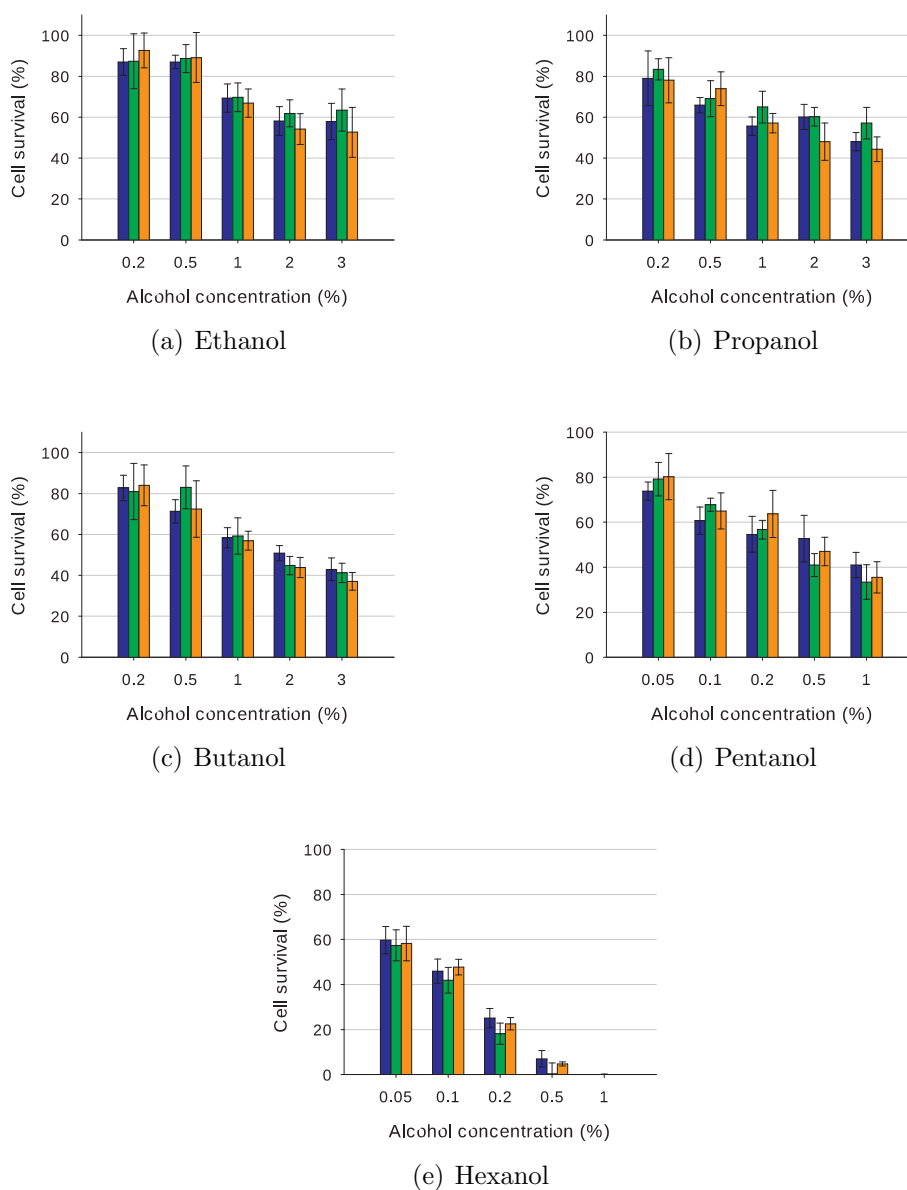 Cell survival (%)
100
80
60
40
20
0
0.2 0.5 1 2 3
Alcohol concentration (%)
(a) Ethanol
Cell survival (%)
100
80
60
40
20
0
0.2 0.5 1 2 3
Alcohol concentration (%)
(b) Propanol
Cell survival (%)
100
80
60
40
20
0
0.2 0.5 1 2 3
Alcohol concentration (%)
(c) Butanol
Cell survival (%)
100
80
60
40
20
0
0.05 0.1 0.2 0.5 1
Alcohol concentration (%)
(d) Pentanol
Cell survival (%)
100
80
60
40
20
0
0.05 0.1 0.2 0.5 1
Alcohol concentration (%)
(e) Hexanol